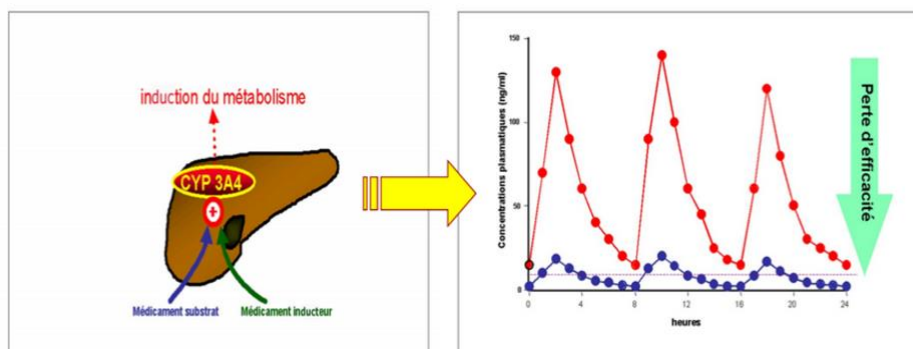 induction du métabolisme
CYP 3A4
+
Médicament substrat
Médicament inducteur
Concentrations plasmatiques (ng/ml)
150
100
50
0
0
4
8
12
16
20
24
heures
Perte d'efficacité